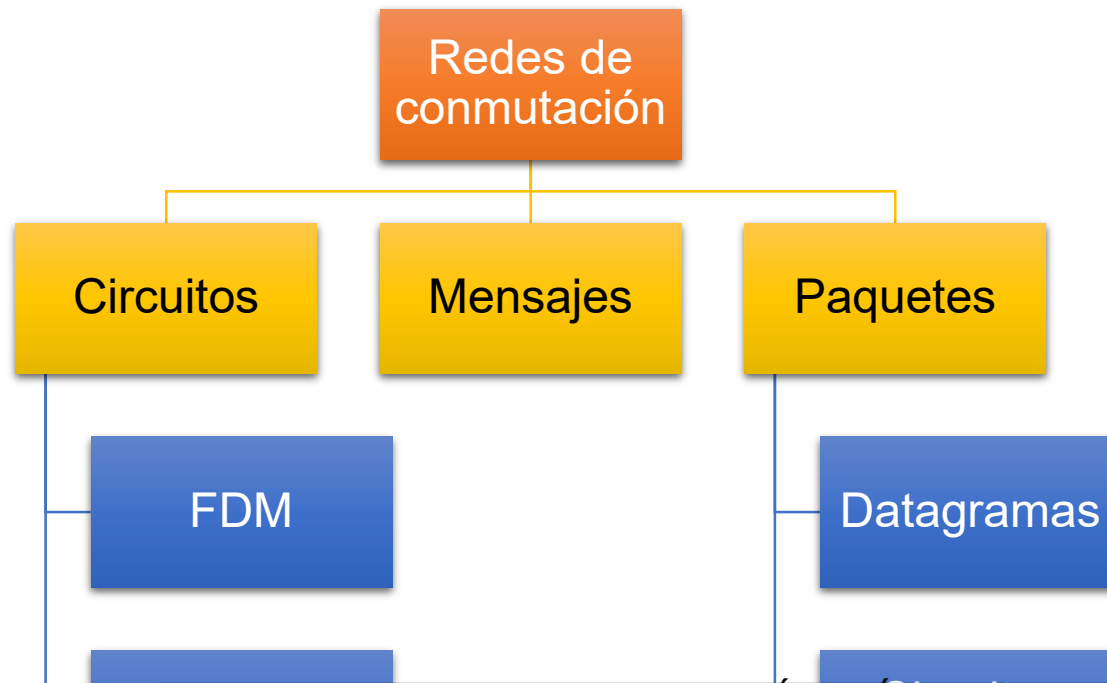 Redes de
conmutación
Circuitos
Mensajes
Paquetes
FDM
Datagramas